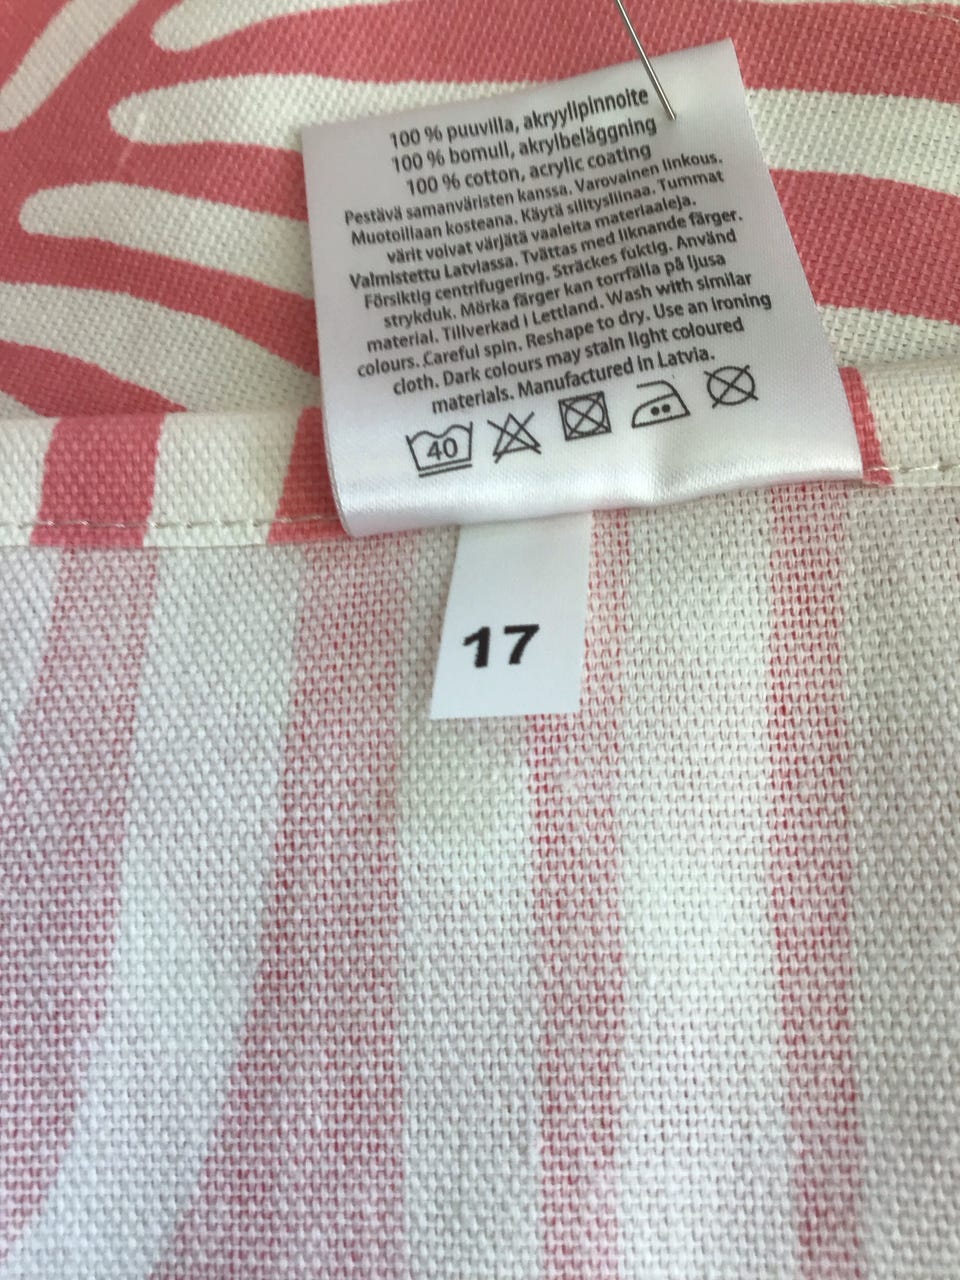 100 % puuvilla, akryyllpinnoite
100 % bomull, akrylbeläggning
100 % cotton, acrylic coating
Pestävä samanväristen kanssa. Varovainen linkous.
Muotoillaan kosteana. Käytä silitysliinaa. Tummat
värit voivat värjätä vaaleita materiaaleja.
Valmistettu Latviassa. Tvättas med liknande färger.
Försiktig centrifugering. Sträckes fuktig. Använd
strykduk. Mörka färger kan torrfälla på ljusa
material. Tillverkad i Lettland. Wash with similar
colours. Careful spin. Reshape to dry. Use an ironing
cloth. Dark colours may stain light coloured
materials. Manufactured in Latvia.
40
17